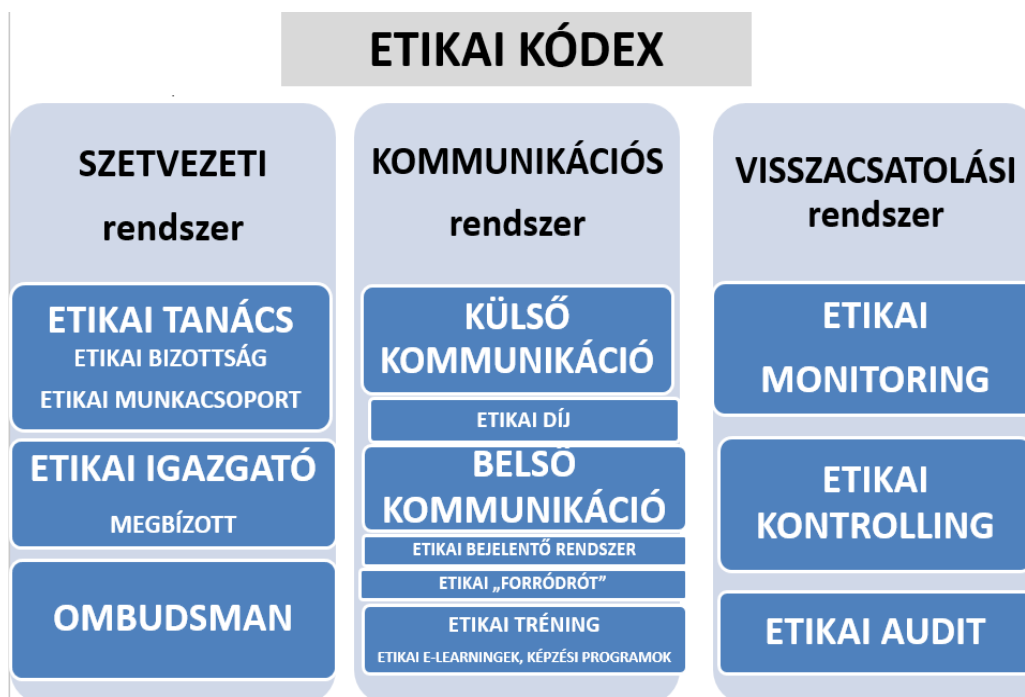 ETIKAI KÓDEX
SZETVEZETI
rendszer
ETIKAI TANÁCS
ETIKAI BIZOTTSÁG
ETIKAI MUNKACSOPORT
ETIKAI IGAZGATÓ
MEGBÍZOTT
OMBUDSMAN
KOMMUNIKÁCIÓS
rendszer
KÜLSŐ
KOMMUNIKÁCIÓ
ETIKAI DÍJ
BELSŐ
KOMMUNIKÁCIÓ
ETIKAI BEJELENTŐ RENDSZER
ETIKAI „FORRÓDRÓT”
ETIKAI TRÉNING
ETIKAI E-LEARNINGEK, KÉPZÉSI PROGRAMOK
VISSZACSATOLÁSI
rendszer
ETIKAI
MONITORING
ETIKAI
KONTROLLING
ETIKAI AUDIT